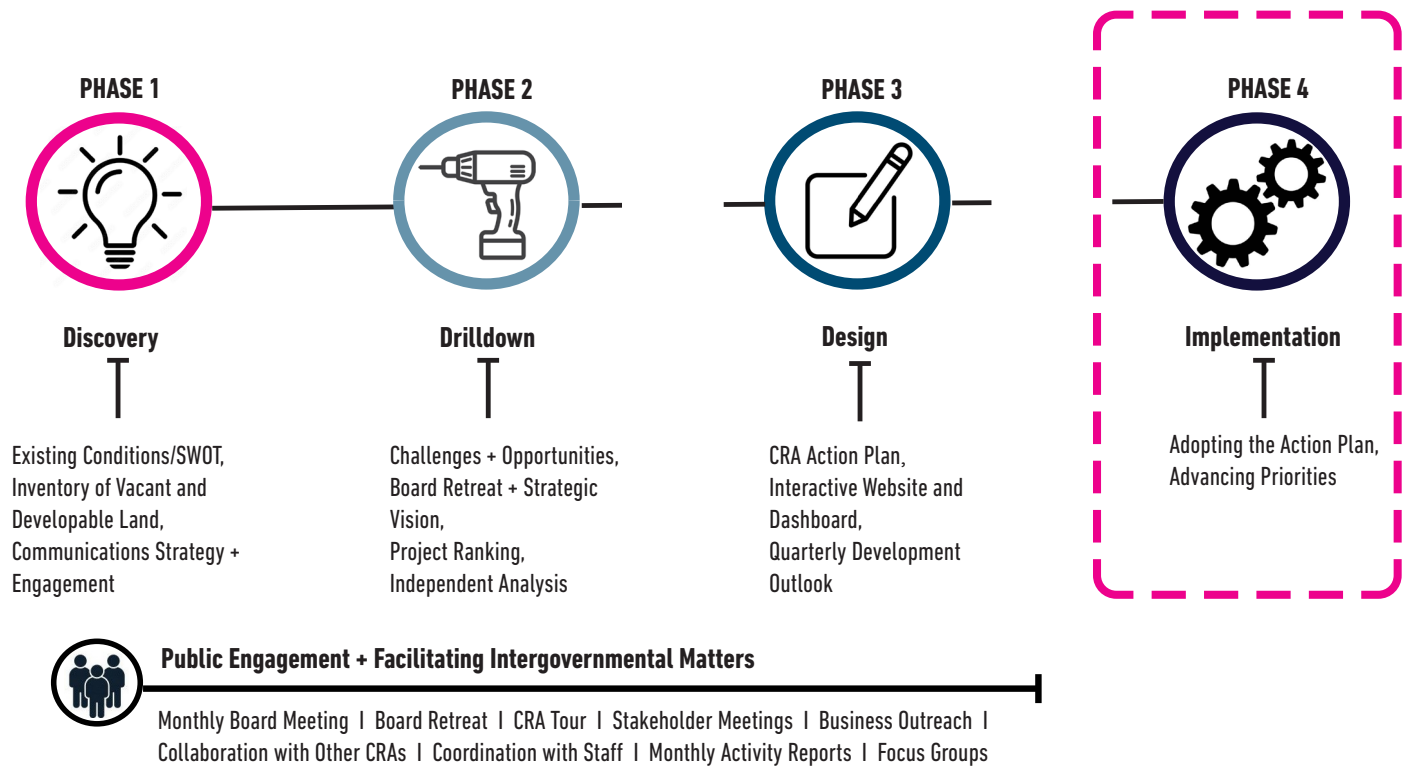 PHASE 1
PHASE 2
PHASE 3
PHASE 4
Discovery
Drilldown
Design
Implementation
Existing Conditions/SWOT,
Inventory of Vacant and
Developable Land,
Communications Strategy +
Engagement
Challenges + Opportunities,
Board Retreat + Strategic
Vision,
Project Ranking,
Independent Analysis
CRA Action Plan,
Interactive Website and
Dashboard,
Quarterly Development
Outlook
Adopting the Action Plan,
Advancing Priorities
Public Engagement + Facilitating Intergovernmental Matters
Monthly Board Meeting I Board Retreat I CRA Tour I Stakeholder Meetings I Business Outreach I
Collaboration with Other CRAs I Coordination with Staff I Monthly Activity Reports I Focus Groups